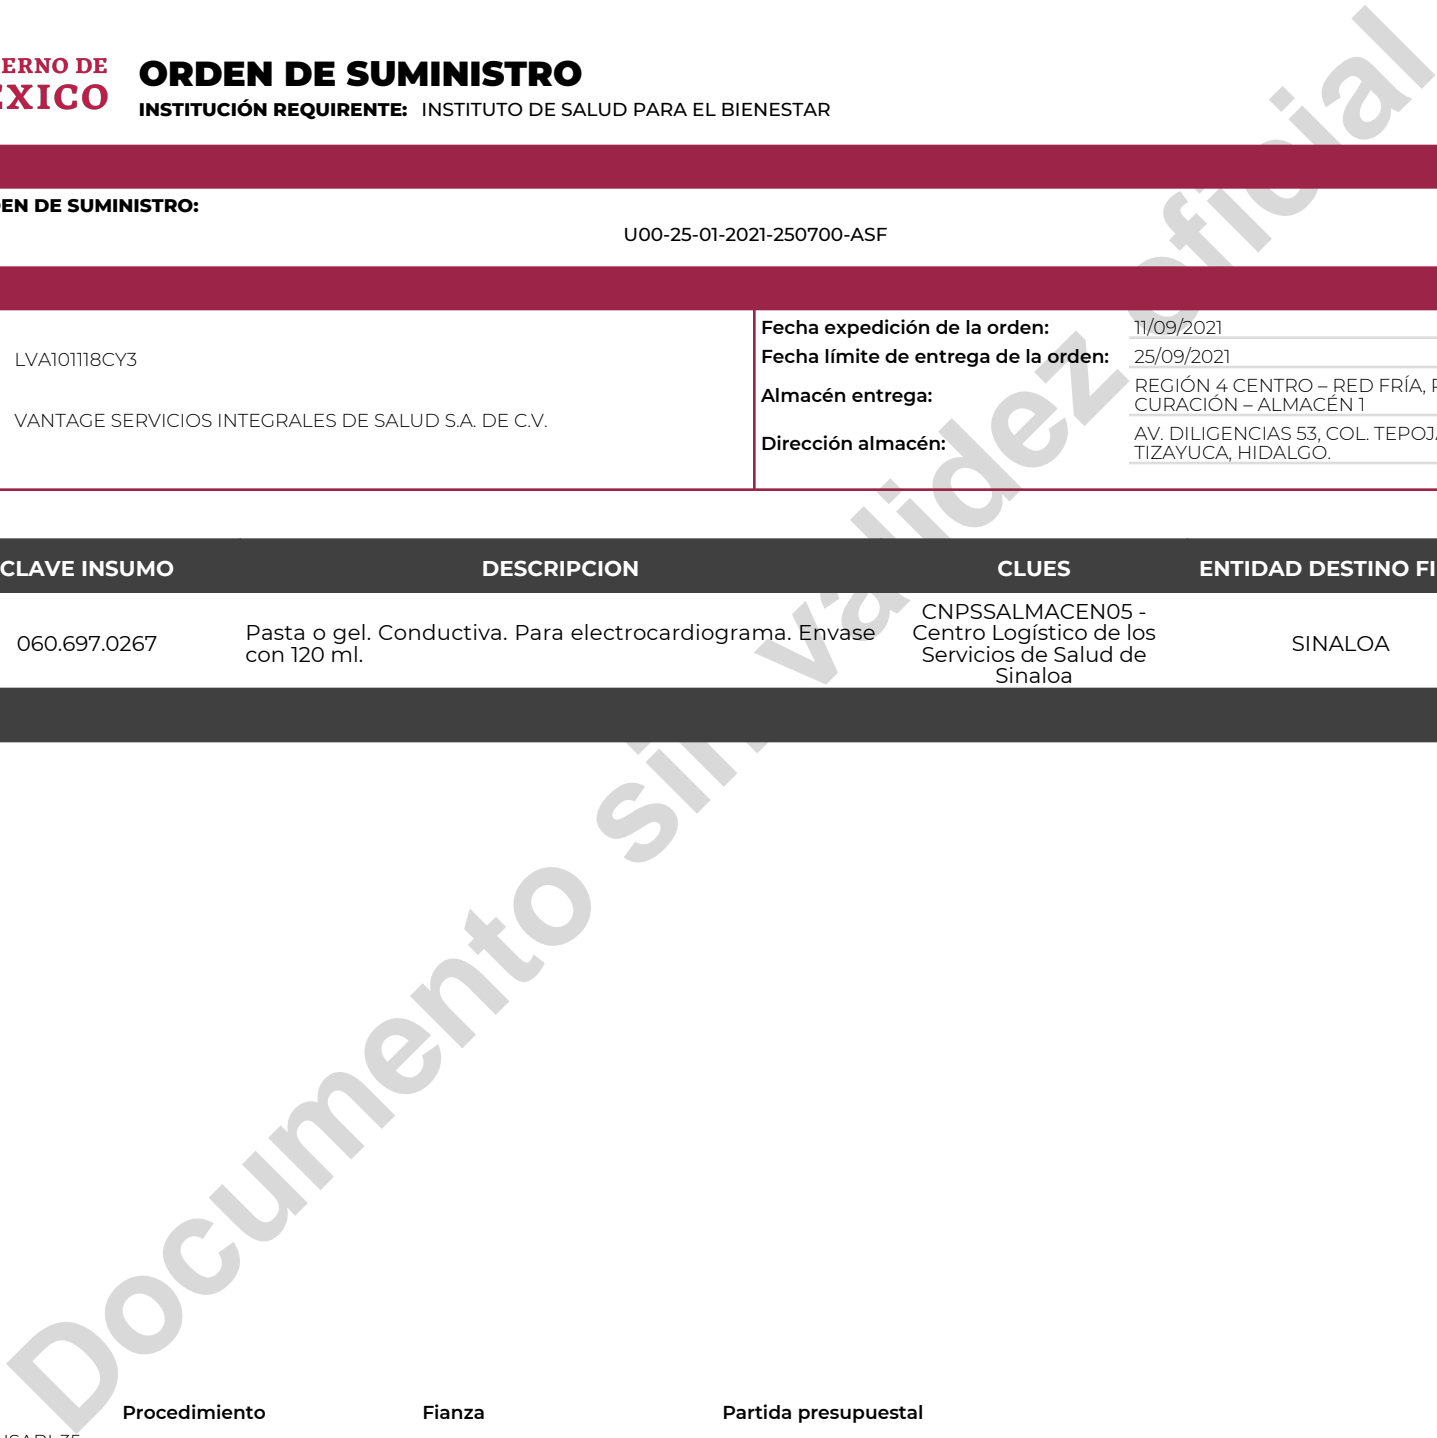 ERNO DE
ÉXICO
ORDEN DE SUMINISTRO
INSTITUCIÓN REQUIRENTE: INSTITUTO DE SALUD PARA EL BIENESTAR
EN DE SUMINISTRO:
U00-25-01-2021-250700-ASF
LVA101118CY3
VANTAGE SERVICIOS INTEGRALES DE SALUD S.A. DE C.V.
Fecha expedición de la orden: 11/09/2021
Fecha límite de entrega de la orden: 25/09/2021
Almacén entrega: REGIÓN 4 CENTRO – RED FRÍA,
CURACIÓN – ALMACÉN 1
Dirección almacén: AV. DILIGENCIAS 53, COL. TEPOJA
TIZAYUCA, HIDALGO.
CLAVE INSUMO DESCRIPCION CLUES ENTIDAD DESTINO FI
060.697.0267
Pasta o gel. Conductiva. Para electrocardiograma. Envase
con 120 ml.
CNPSSALMACEN05 -
Centro Logístico de los
Servicios de Salud de
Sinaloa
SINALOA
Documento sin validez oficial
Procedimiento Fianza Partida presupuestal